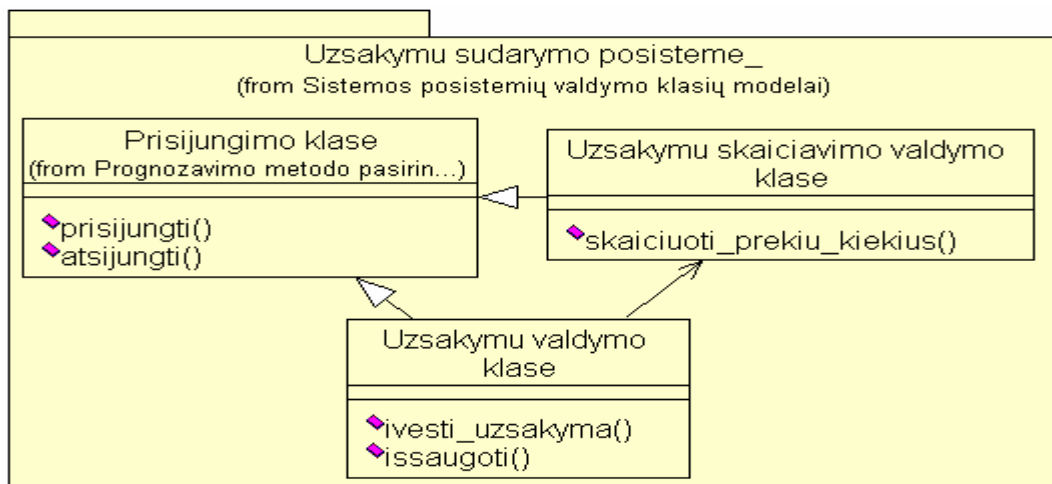 Uzsakymu sudarymo posisteme_
(from Sistemos posistemių valdymo klasių modelai)
Prisijungimo klase
(from Prognozavimo metodo pasirin...)
prisijungti()
atsijungti()
Uzsakymu skaiciavimo valdymo
klase
skaiciuoti_prekiu_kiekius()
Uzsakymu valdymo
klase
ivesti_uzsakyma()
issaugoti()